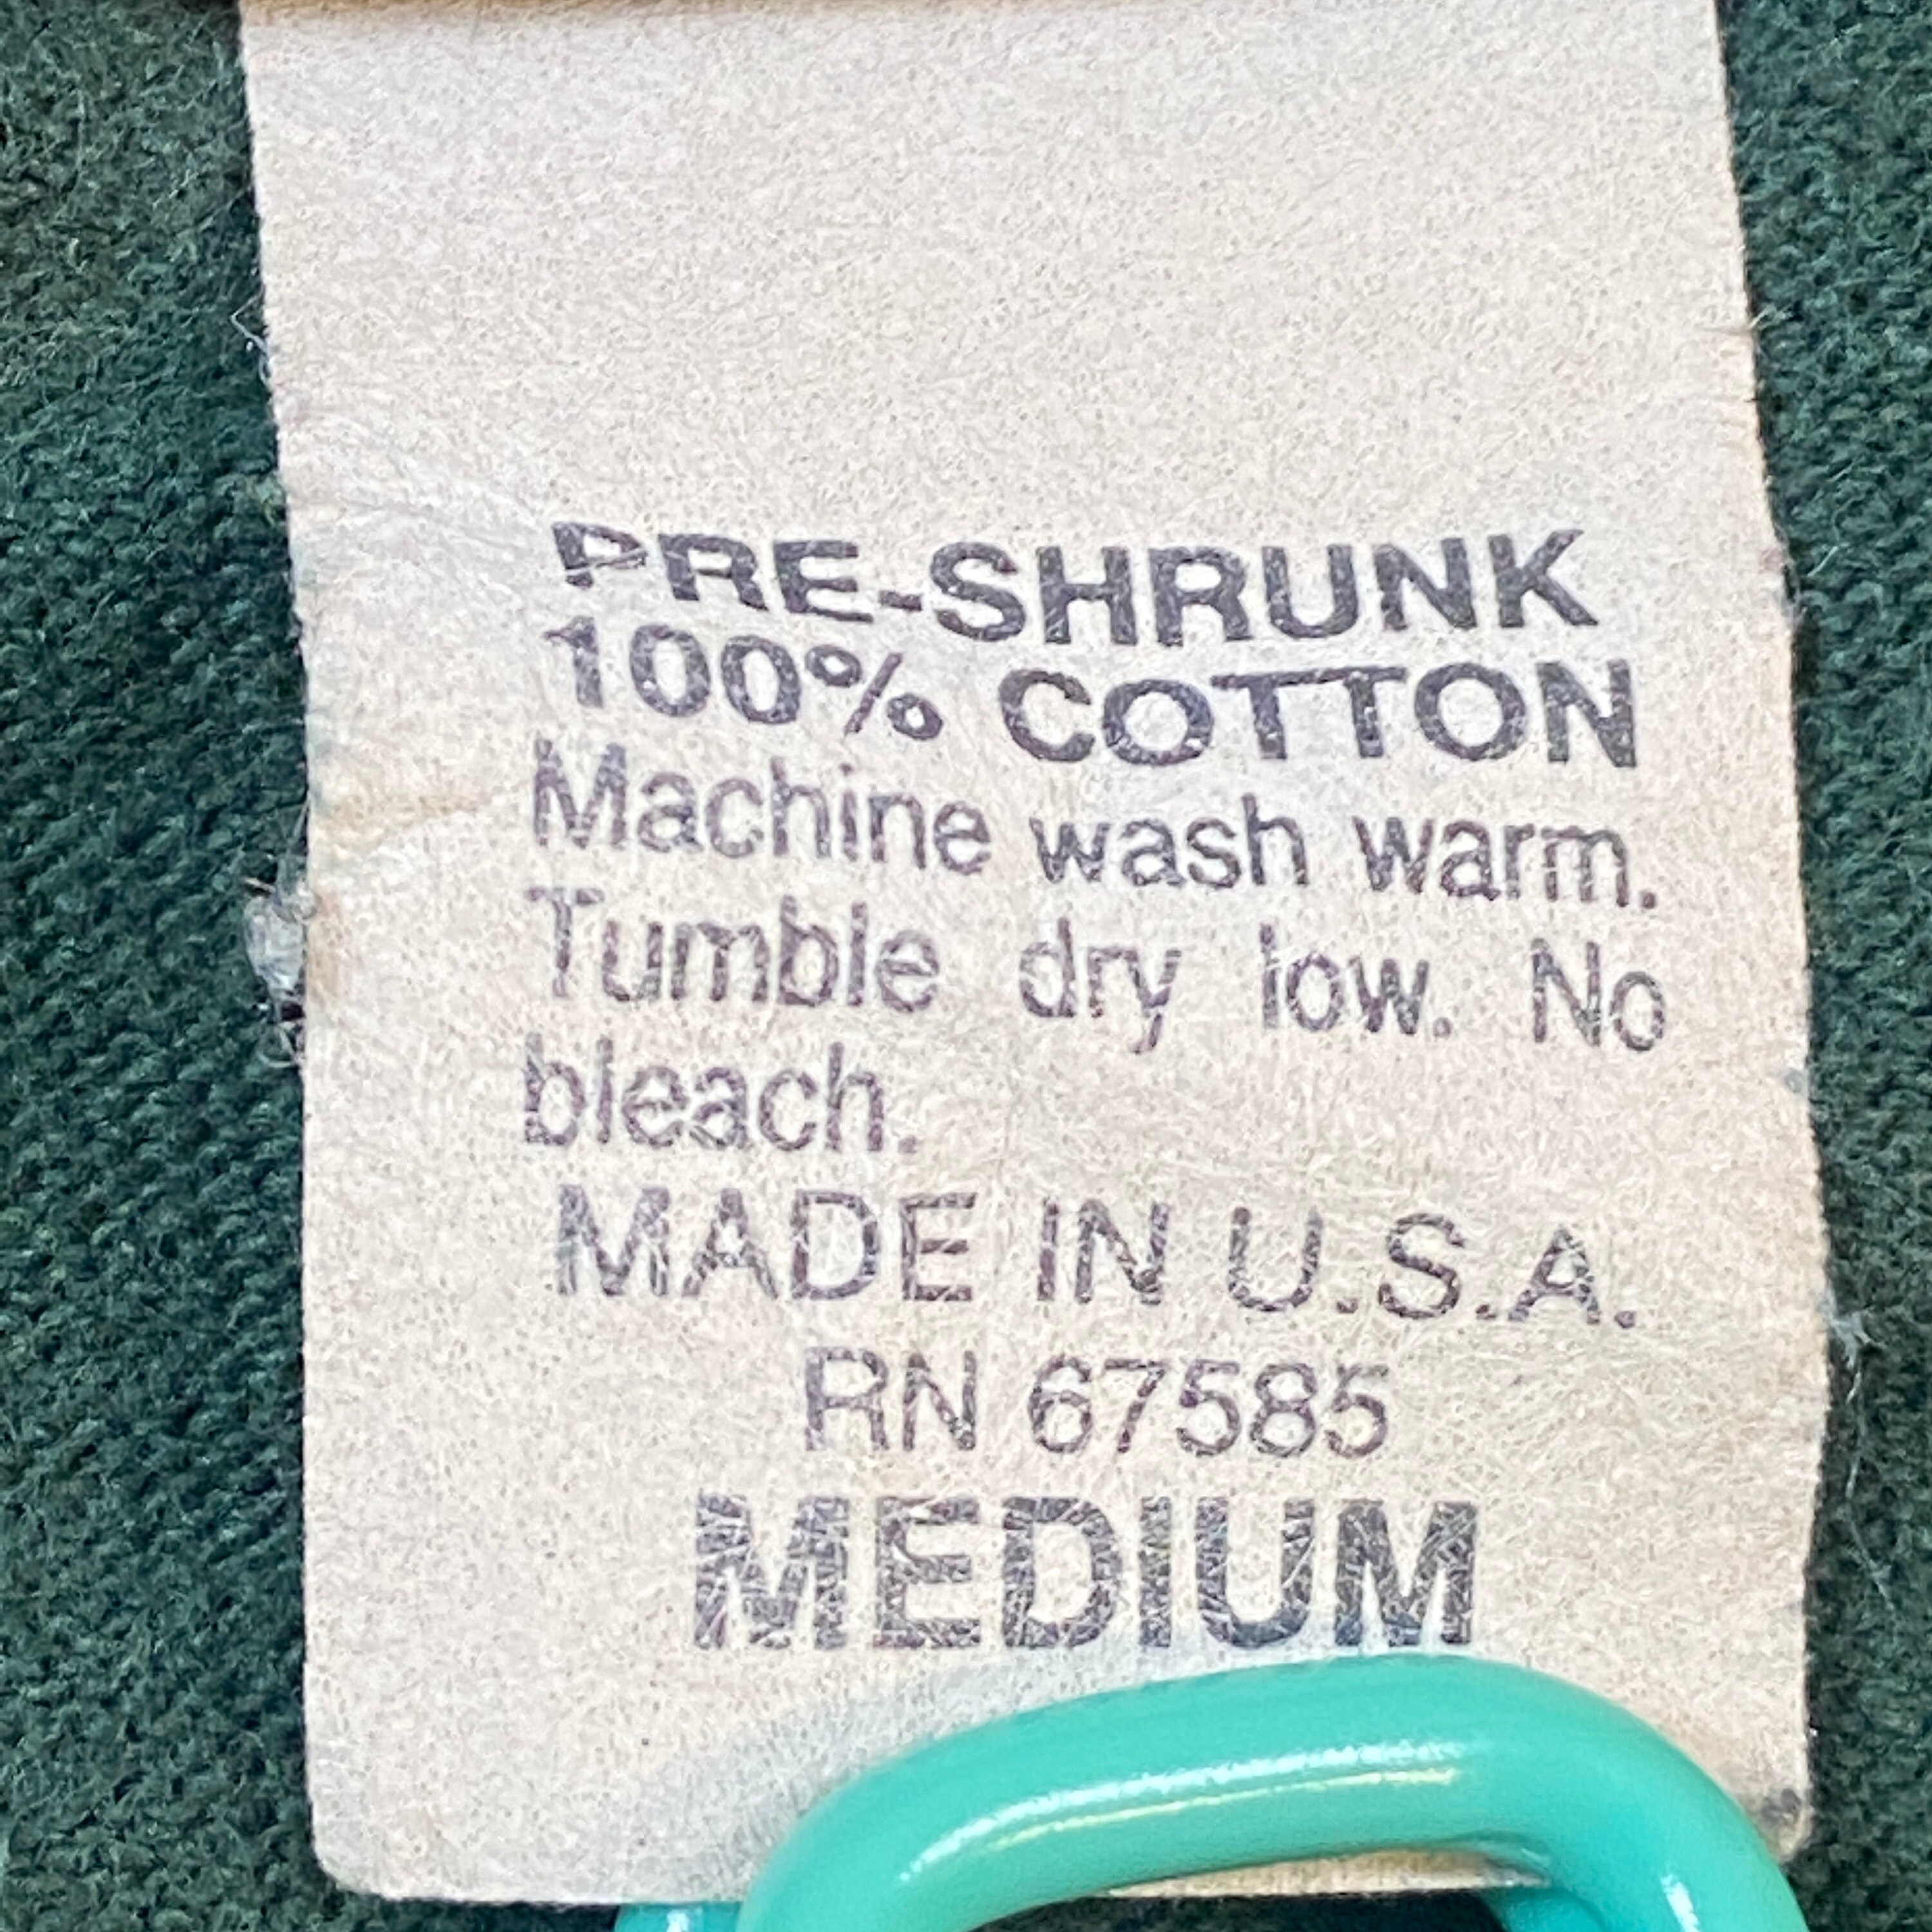 PRE-SHRUNK
100% COTTON
Machine wash warm.
Tumble dry low. No
bleach.
MADE IN U.S.A.
RN 67585
MEDIUM